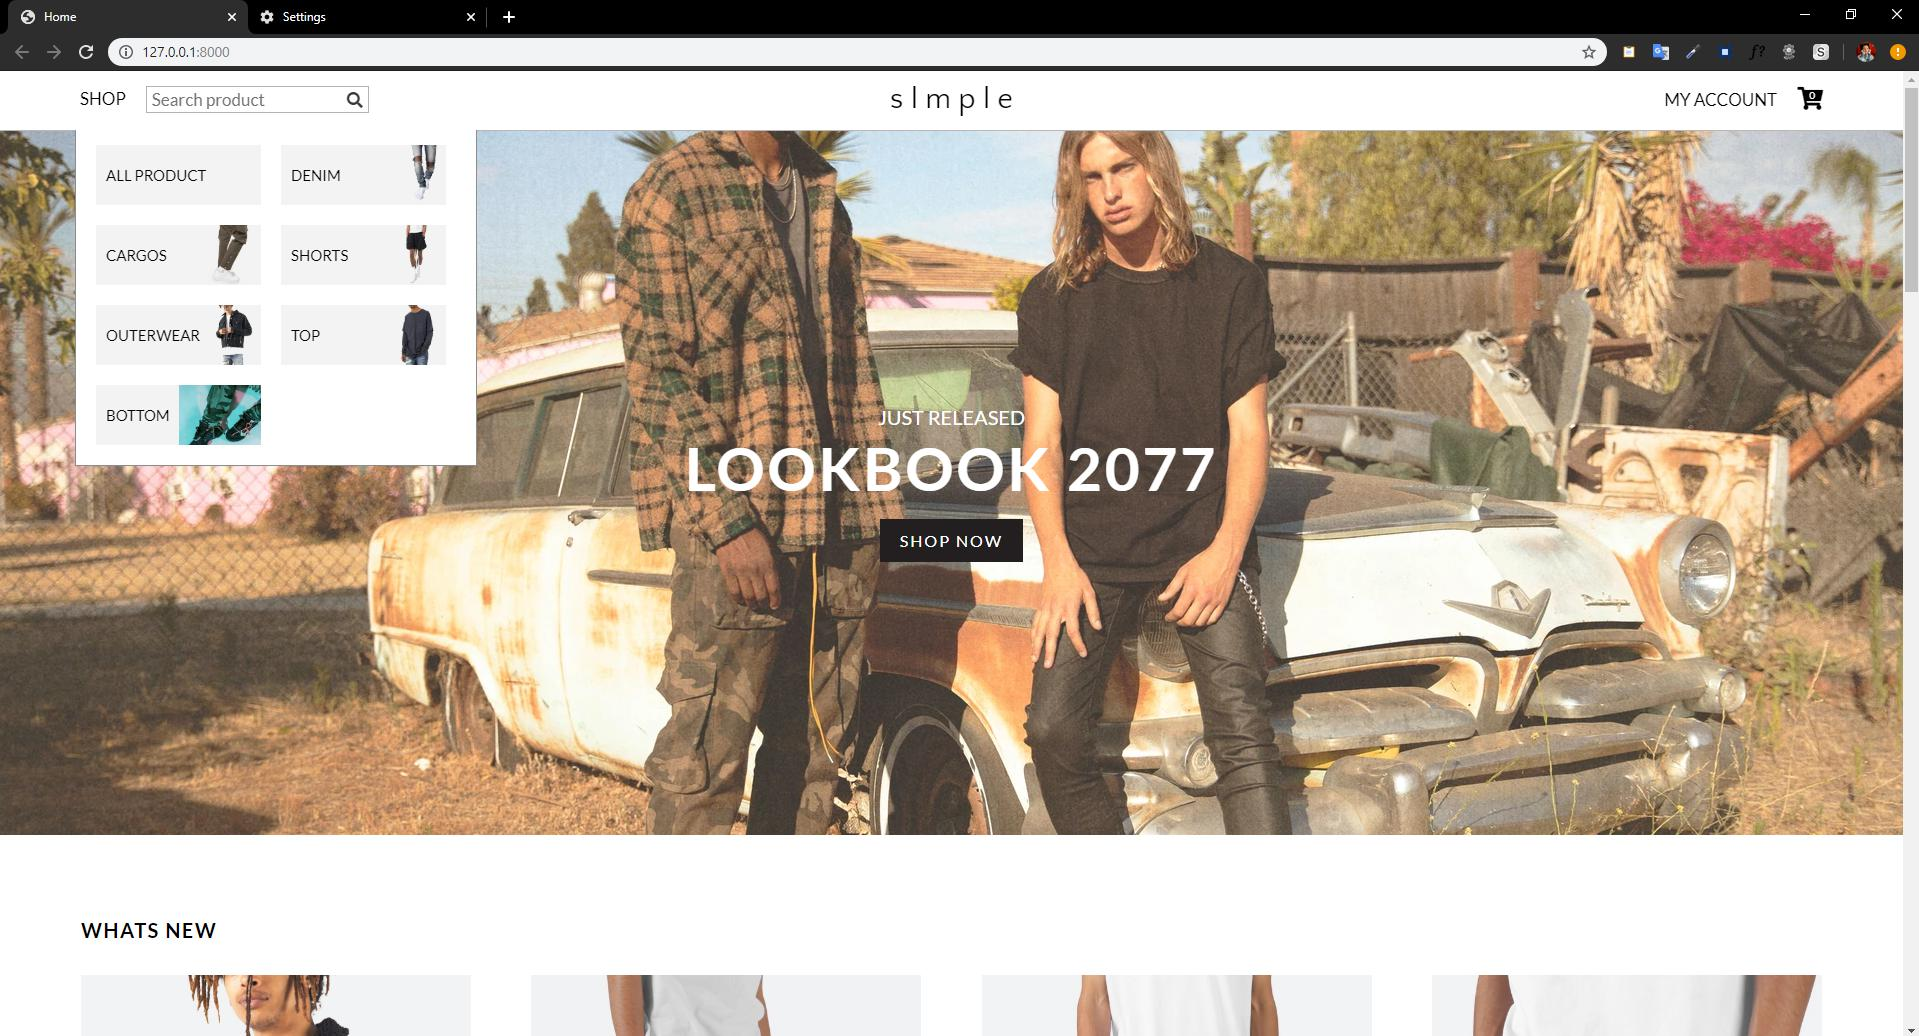 Home
Settings
127.0.0.1:8000
SHOP
Search product
sImple
MY ACCOUNT
0
ALL PRODUCT
DENIM
CARGOS
SHORTS
OUTERWEAR
TOP
BOTTOM
JUST RELEASED
LOOKBOOK 2077
SHOP NOW
WHATS NEW